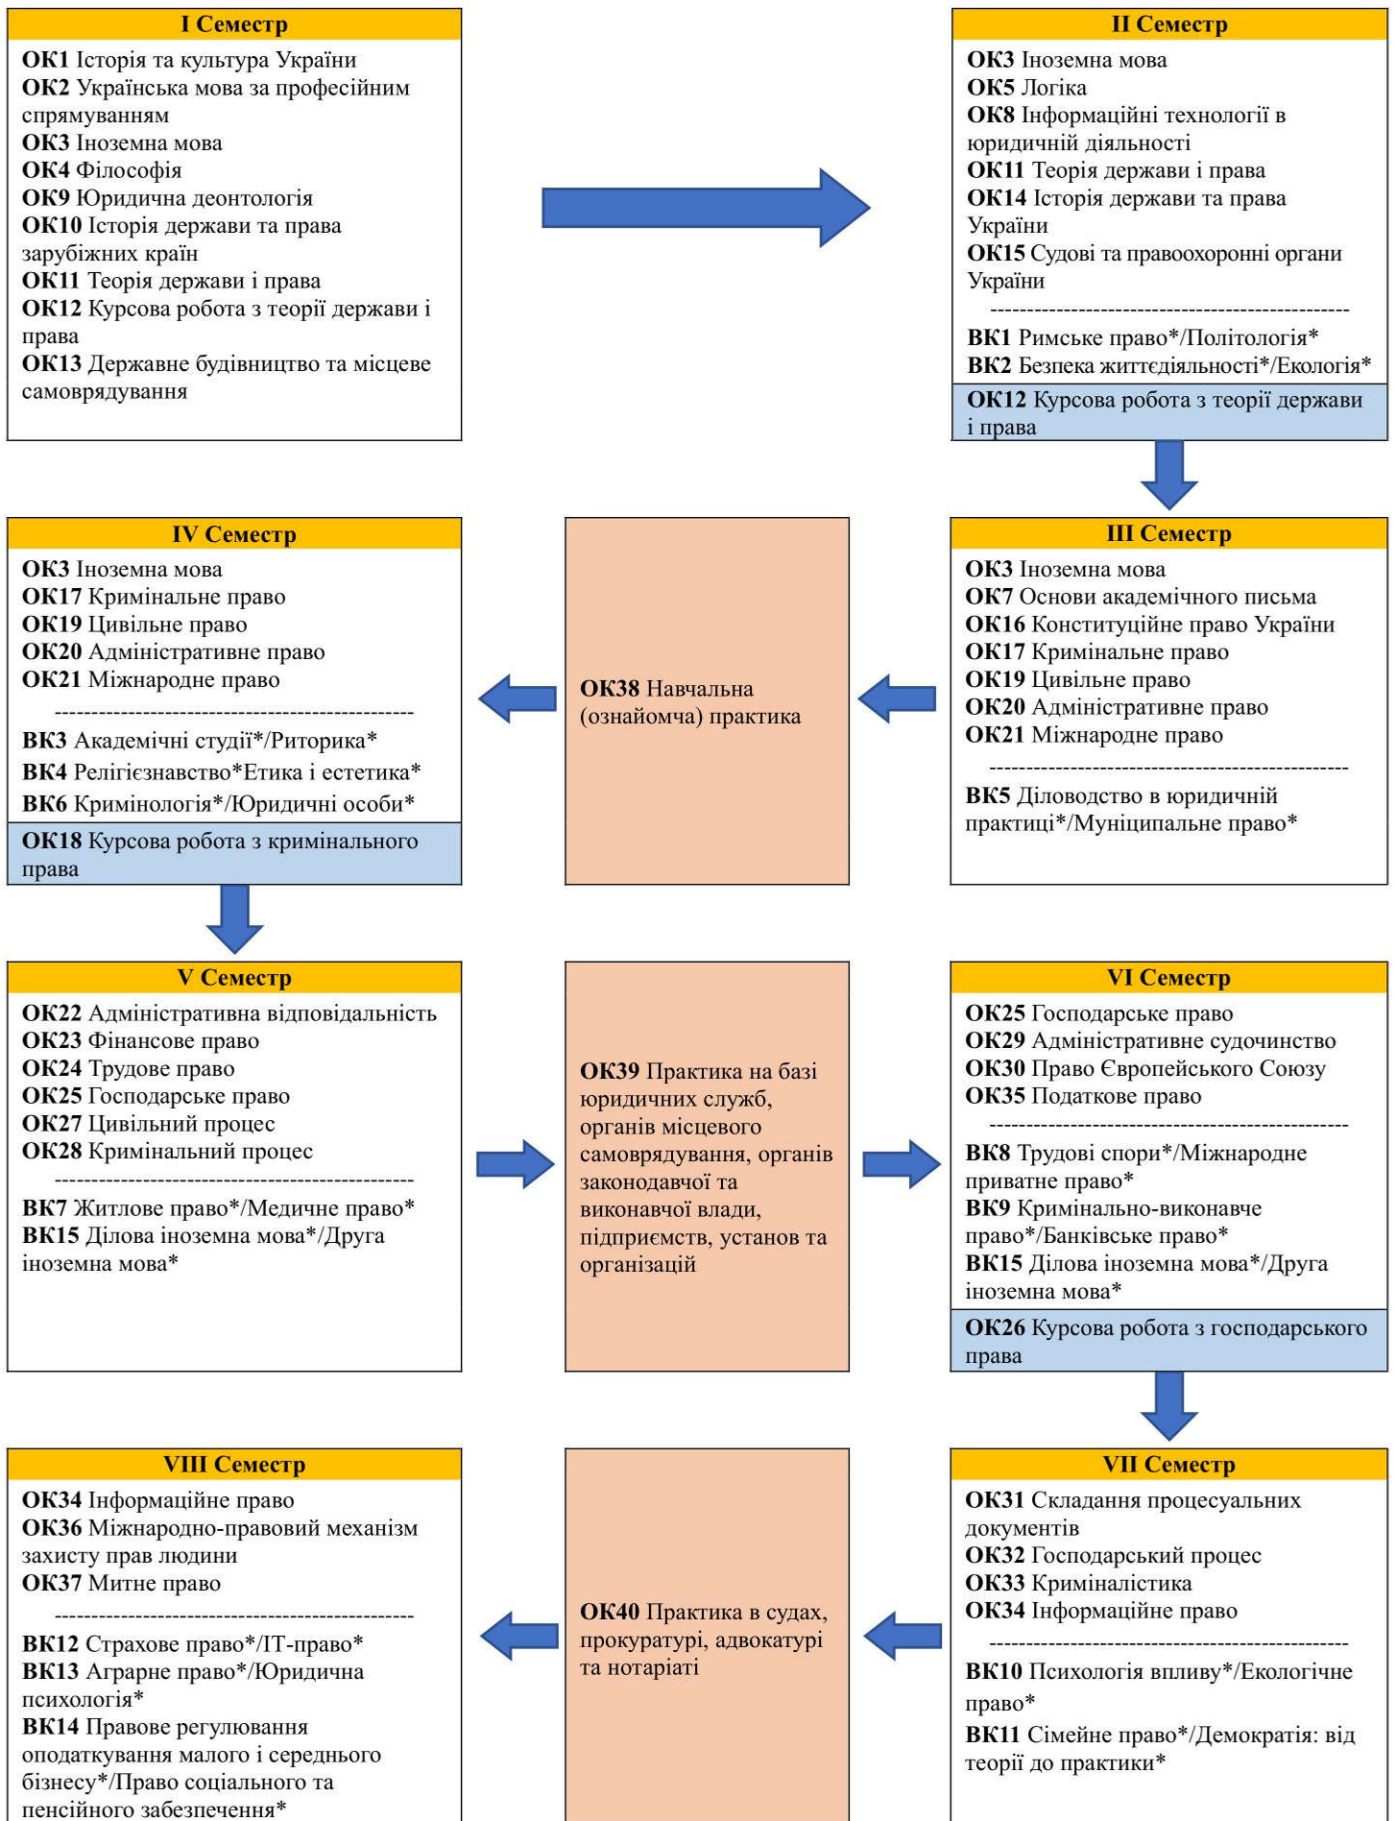 I Семестр
ОК1 Історія та культура України
ОК2 Українська мова за професійним
спрямуванням
ОК3 Іноземна мова
ОК4 Філософія
ОК9 Юридична деонтологія
ОК10 Історія держави та права
зарубіжних країн
ОК11 Теорія держави і права
ОК12 Курсова робота з теорії держави і
права
ОК13 Державне будівництво та місцеве
самоврядування
II Семестр
ОК3 Іноземна мова
ОК5 Логіка
ОК8 Інформаційні технології в
юридичній діяльності
ОК11 Теорія держави і права
ОК14 Історія держави та права
України
ОК15 Судові та правоохоронні органи
України
-------------------------------------------------
ВК1 Римське право*/Політологія*
ВК2 Безпека життєдіяльності*/Екологія*
ОК12 Курсова робота з теорії держави
і права
III Семестр
ОК3 Іноземна мова
ОК7 Основи академічного письма
ОК16 Конституційне право України
ОК17 Кримінальне право
ОК19 Цивільне право
ОК20 Адміністративне право
ОК21 Міжнародне право
-------------------------------------------------
ВК5 Діловодство в юридичній
практиці*/Муніципальне право*
ОК38 Навчальна
(ознайомча) практика
IV Семестр
ОК3 Іноземна мова
ОК17 Кримінальне право
ОК19 Цивільне право
ОК20 Адміністративне право
ОК21 Міжнародне право
-------------------------------------------------
ВК3 Академічні студії*/Риторика*
ВК4 Релігієзнавство*Етика і естетика*
ВК6 Кримінологія*/Юридичні особи*
ОК18 Курсова робота з кримінального
права
V Семестр
ОК22 Адміністративна відповідальність
ОК23 Фінансове право
ОК24 Трудове право
ОК25 Господарське право
ОК27 Цивільний процес
ОК28 Кримінальний процес
-------------------------------------------------
ВК7 Житлове право*/Медичне право*
ВК15 Ділова іноземна мова*/Друга
іноземна мова*
ОК39 Практика на базі
юридичних служб,
органів місцевого
самоврядування, органів
законодавчої та
виконавчої влади,
підприємств, установ та
організацій
VI Семестр
ОК25 Господарське право
ОК29 Адміністративне судочинство
ОК30 Право Європейського Союзу
ОК35 Податкове право
-------------------------------------------------
ВК8 Трудові спори*/Міжнародне
приватне право*
ВК9 Кримінально-виконавче
право*/Банківське право*
ВК15 Ділова іноземна мова*/Друга
іноземна мова*
ОК26 Курсова робота з господарського
права
VII Семестр
ОК31 Складання процесуальних
документів
ОК32 Господарський процес
ОК33 Криміналістика
ОК34 Інформаційне право
-------------------------------------------------
ВК10 Психологія впливу*/Екологічне
право*
ВК11 Сімейне право*/Демократія: від
теорії до практики*
ОК40 Практика в судах,
прокуратурі, адвокатурі
та нотаріаті
VIII Семестр
ОК34 Інформаційне право
ОК36 Міжнародно-правовий механізм
захисту прав людини
ОК37 Митне право
-------------------------------------------------
ВК12 Страхове право*/ІТ-право*
ВК13 Аграрне право*/Юридична
психологія*
ВК14 Правове регулювання
оподаткування малого і середнього
бізнесу*/Право соціального та
пенсійного забезпечення*